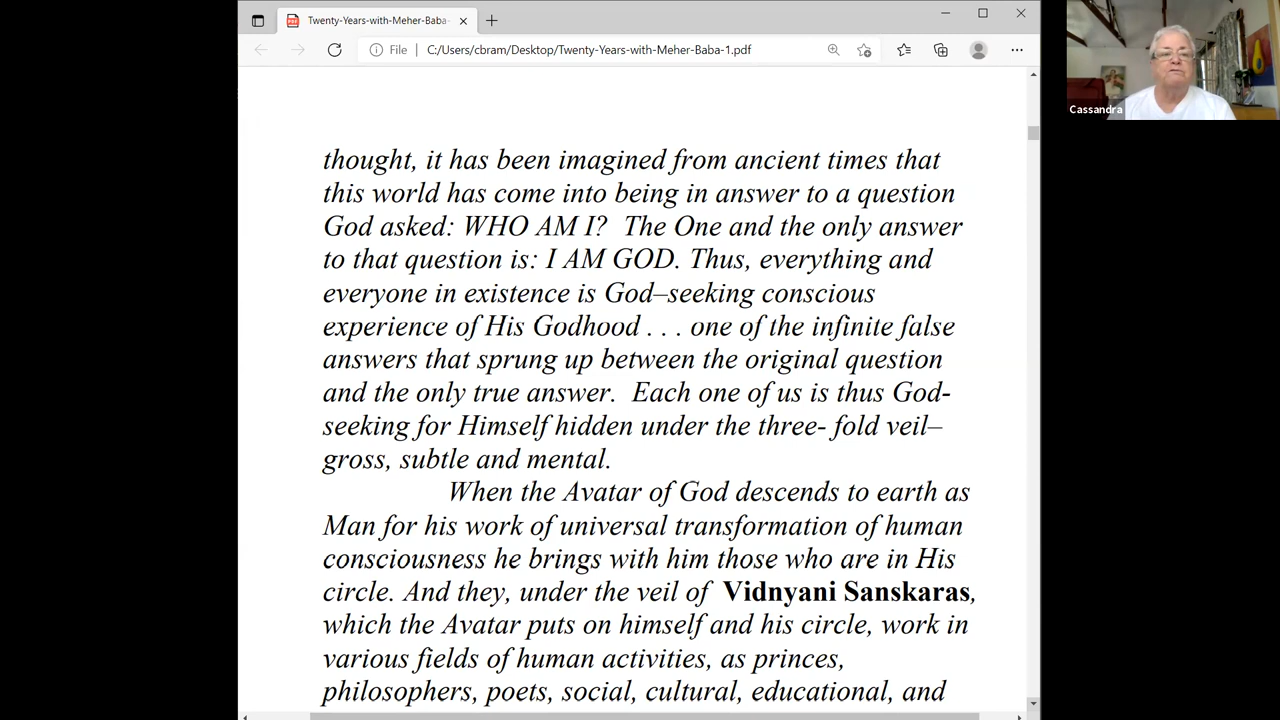 Twenty-Years-with-Meher-Baba-
File
C:/Users/cbram/Desktop/Twenty-Years-with-Meher-Baba-1.pdf
Cassandra
thought, it has been imagined from ancient times that
this world has come into being in answer to a question
God asked: WHO AM I?  The One and the only answer
to that question is: I AM GOD. Thus, everything and
everyone in existence is God–seeking conscious
experience of His Godhood . . . one of the infinite false
answers that sprung up between the original question
and the only true answer.  Each one of us is thus God-
seeking for Himself hidden under the three- fold veil–
gross, subtle and mental.
When the Avatar of God descends to earth as
Man for his work of universal transformation of human
consciousness he brings with him those who are in His
circle. And they, under the veil of  Vidnyani Sanskaras,
which the Avatar puts on himself and his circle, work in
various fields of human activities, as princes,
philosophers, poets, social, cultural, educational, and